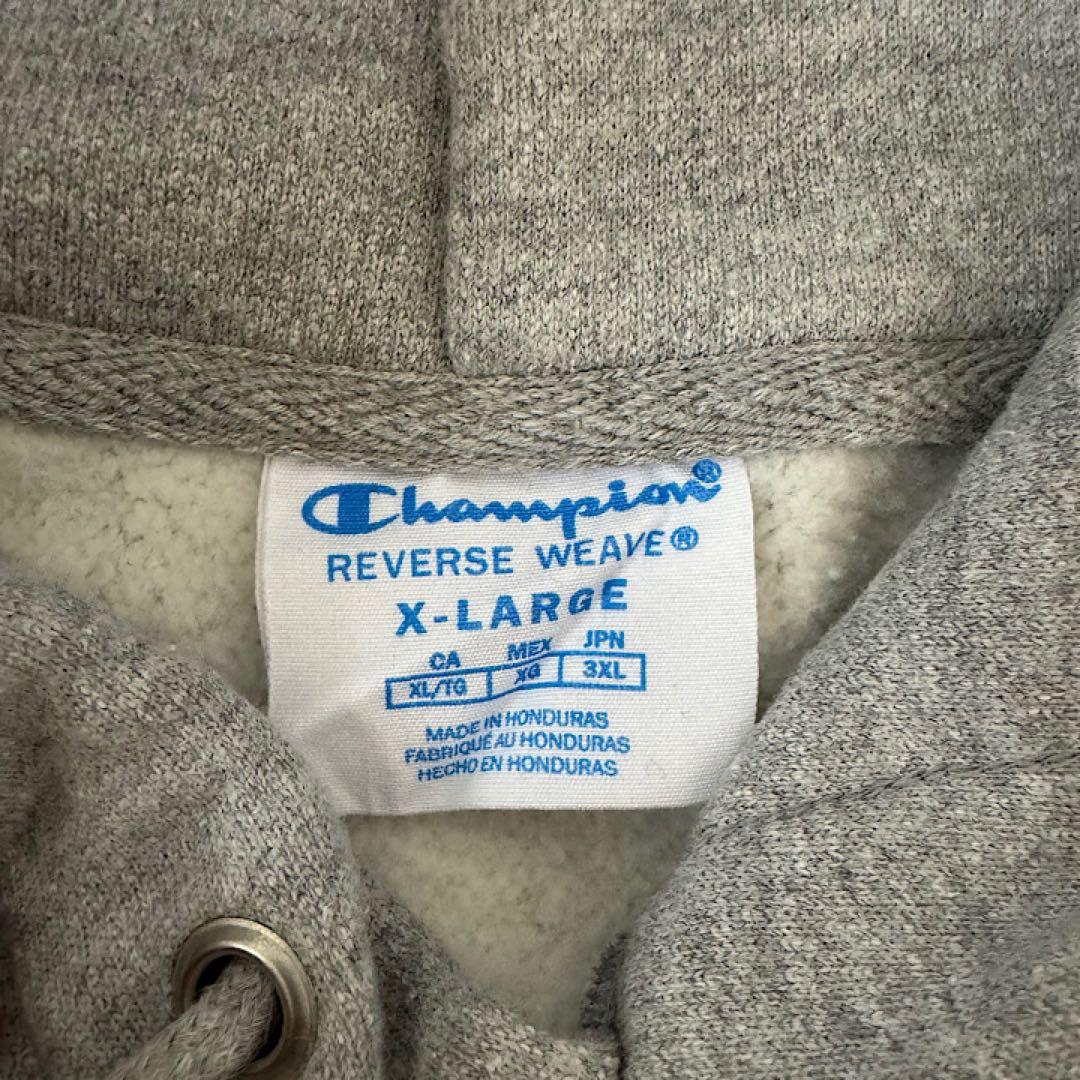 Champion®
REVERSE WEAVE®
X-LARGE
CA MEX JPN
XL/TG XG 3XL
MADE IN HONDURAS
FABRIQUÉ AU HONDURAS
HECHO EN HONDURAS